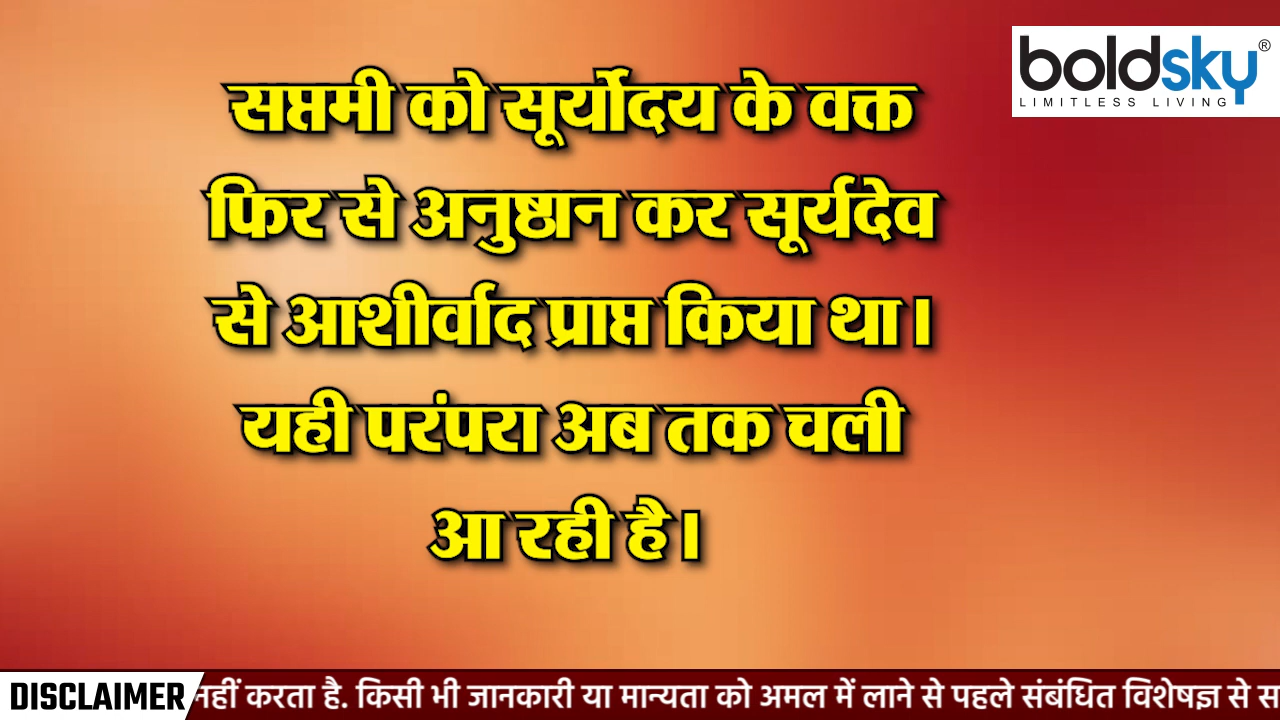 boldsky®
LIMITLESS LIVING
सप्तमी को सूर्योदय के वक्त
फिर से अनुष्ठान कर सूर्यदेव
से आशीर्वाद प्राप्त किया था।
यही परंपरा अब तक चली
आ रही है।
DISCLAIMER नहीं करता है. किसी भी जानकारी या मान्यता को अमल में लाने से पहले संबंधित विशेषज्ञ से